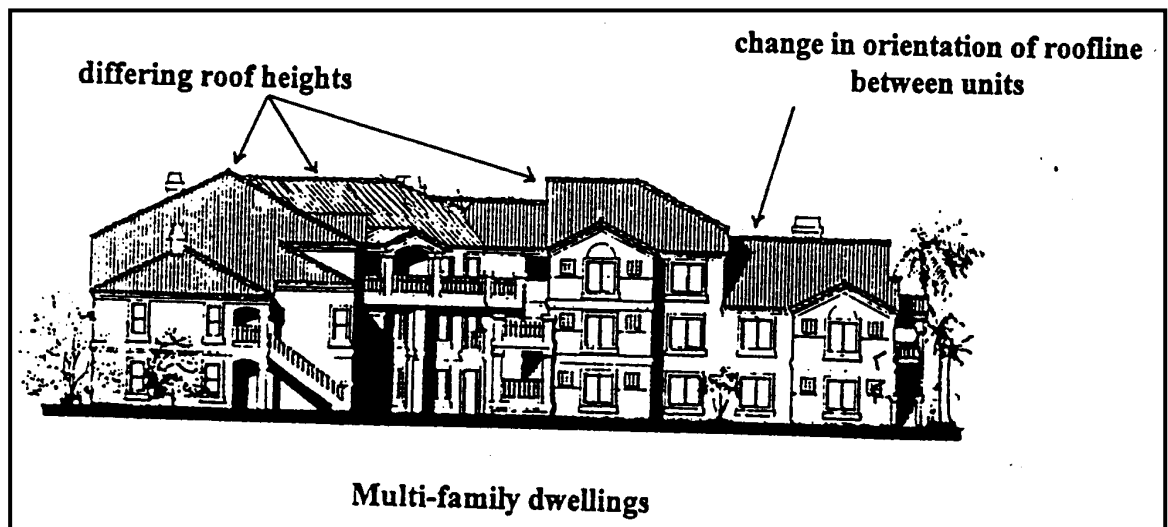 differing roof heights
change in orientation of roofline
between units
Multi-family dwellings